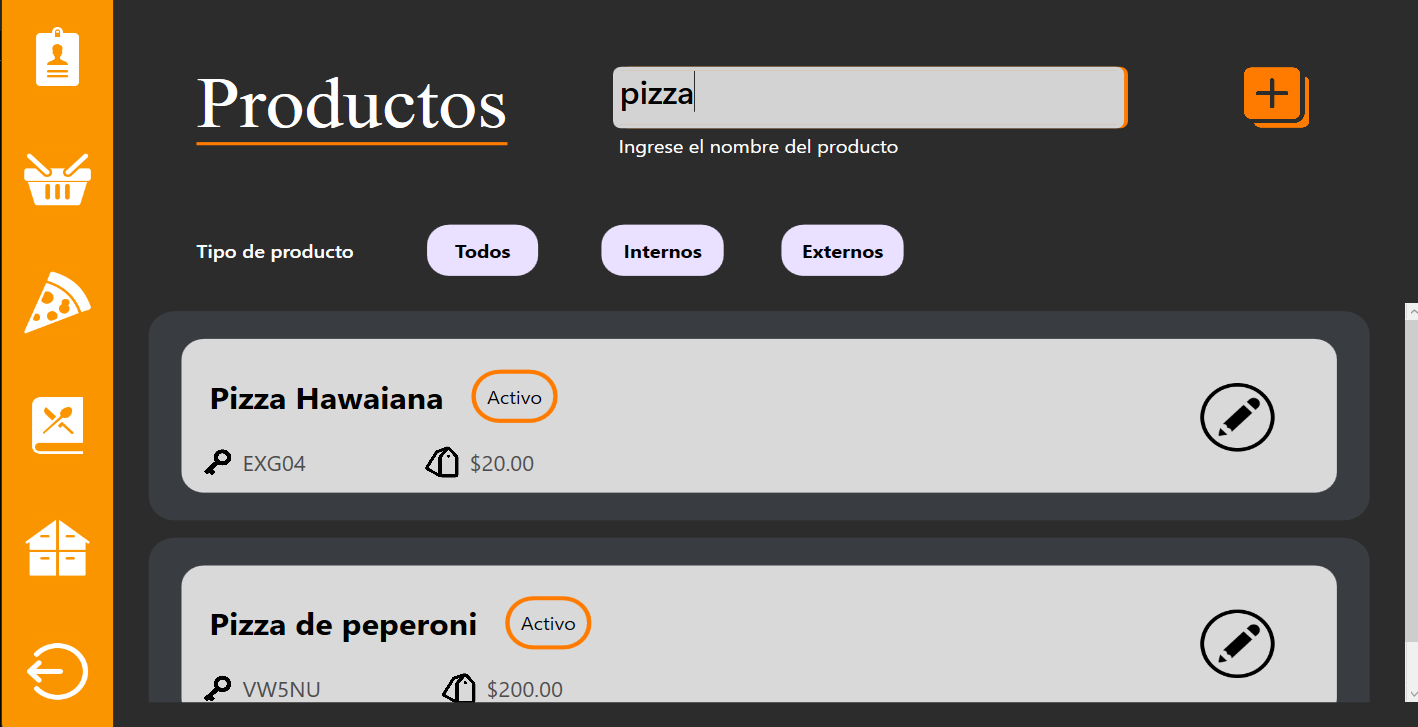 Productos
pizza
Ingrese el nombre del producto
Tipo de producto Todos Internos Externos
Pizza Hawaiana Activo
EXG04 $20.00
Pizza de peperoni Activo
VW5NU $200.00